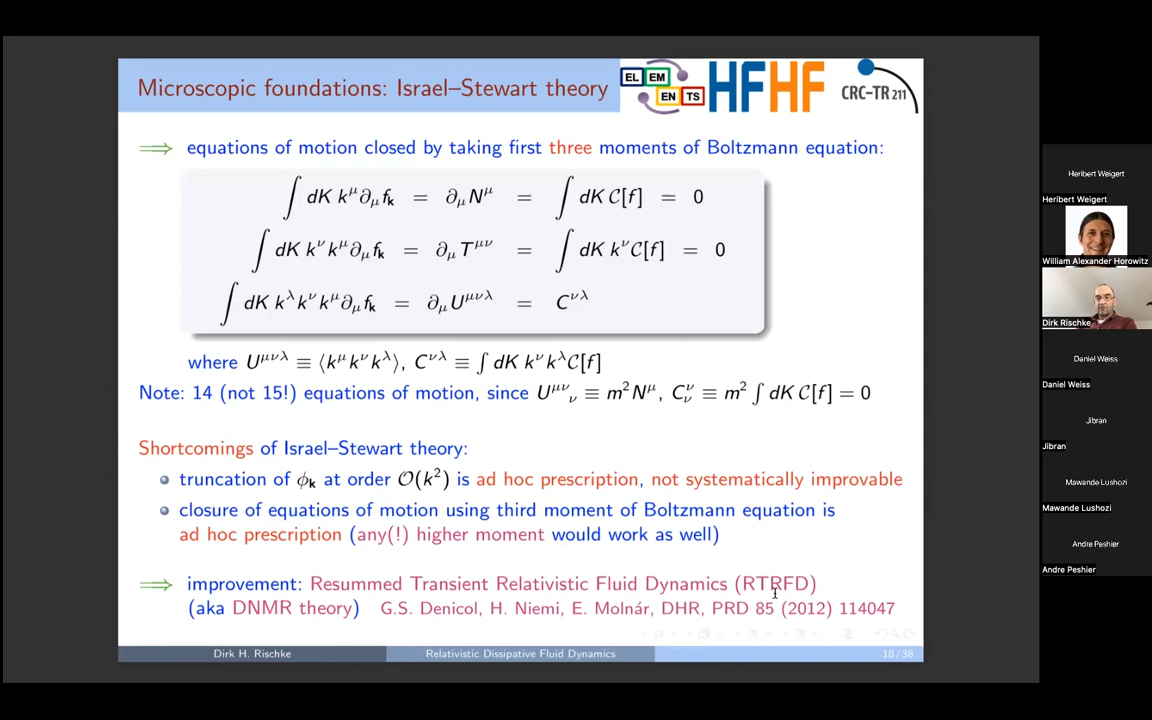 Microscopic foundations: Israel–Stewart theory
EL EM EN TS
HFHF
CRC-TR 211
⟹ equations of motion closed by taking first three moments of Boltzmann equation:
∫ dK k^μ ∂_μ f_k = ∂_μ N^μ = ∫ dK C[f] = 0
∫ dK k^ν k^μ ∂_μ f_k = ∂_μ T^{μν} = ∫ dK k^ν C[f] = 0
∫ dK k^λ k^ν k^μ ∂_μ f_k = ∂_μ U^{μνλ} = C^{νλ}
where U^{μνλ} ≡ ⟨k^μ k^ν k^λ⟩, C^{νλ} ≡ ∫ dK k^ν k^λ C[f]
Note: 14 (not 15!) equations of motion, since U^{μν}_ν ≡ m² N^μ, C^ν_ν ≡ m² ∫ dK C[f] = 0
Shortcomings of Israel–Stewart theory:
truncation of ϕ_k at order O(k²) is ad hoc prescription, not systematically improvable
closure of equations of motion using third moment of Boltzmann equation is
ad hoc prescription (any(!) higher moment would work as well)
⟹ improvement: Resummed Transient Relativistic Fluid Dynamics (RTRFD)
(aka DNMR theory) G.S. Denicol, H. Niemi, E. Molnár, DHR, PRD 85 (2012) 114047
Dirk H. Rischke
Relativistic Dissipative Fluid Dynamics
18/38
Heribert Weigert
Heribert Weigert
William Alexander Horowitz
Dirk Rischke
Daniel Weiss
Daniel Weiss
Jibran
Jibran
Mawande Lushozi
Mawande Lushozi
Andre Peshier
Andre Peshier